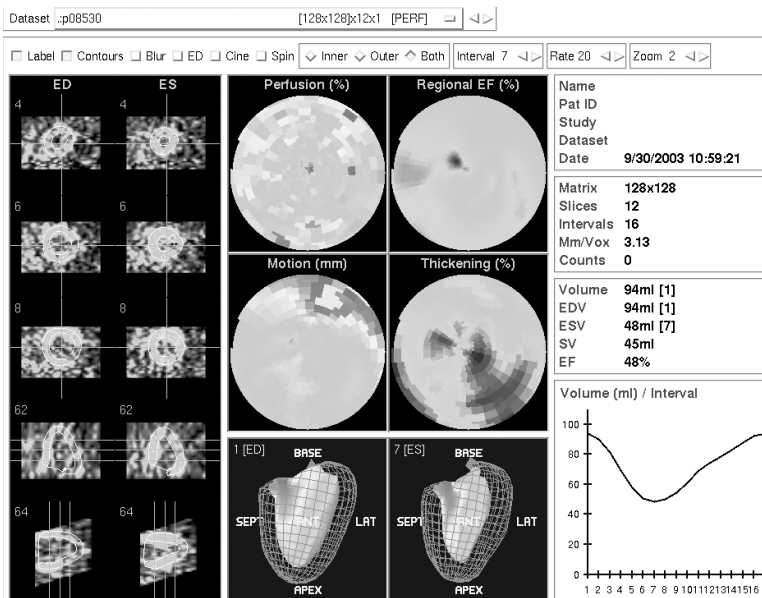 Dataset .:p08530 [128x128]x12x1 [PERF]
Label Contours Blur ED Cine Spin Inner Outer Both Interval 7 Rate 20 Zoom 2
ED ES
4 4
6 6
8 8
62 62
64 64
Perfusion (%) Regional EF (%)
Motion (mm) Thickening (%)
1 [ED] BASE
SEPT ANT LAT
APEX
7 [ES] BASE
SEPT ANT LAT
APEX
Name
Pat ID
Study
Dataset
Date 9/30/2003 10:59:21
Matrix 128x128
Slices 12
Intervals 16
Mm/Vox 3.13
Counts 0
Volume 94ml [1]
EDV 94ml [1]
ESV 48ml [7]
SV 45ml
EF 48%
Volume (ml) / Interval
100
80
60
40
20
0
1 2 3 4 5 6 7 8 9 10 11 12 13 14 15 16